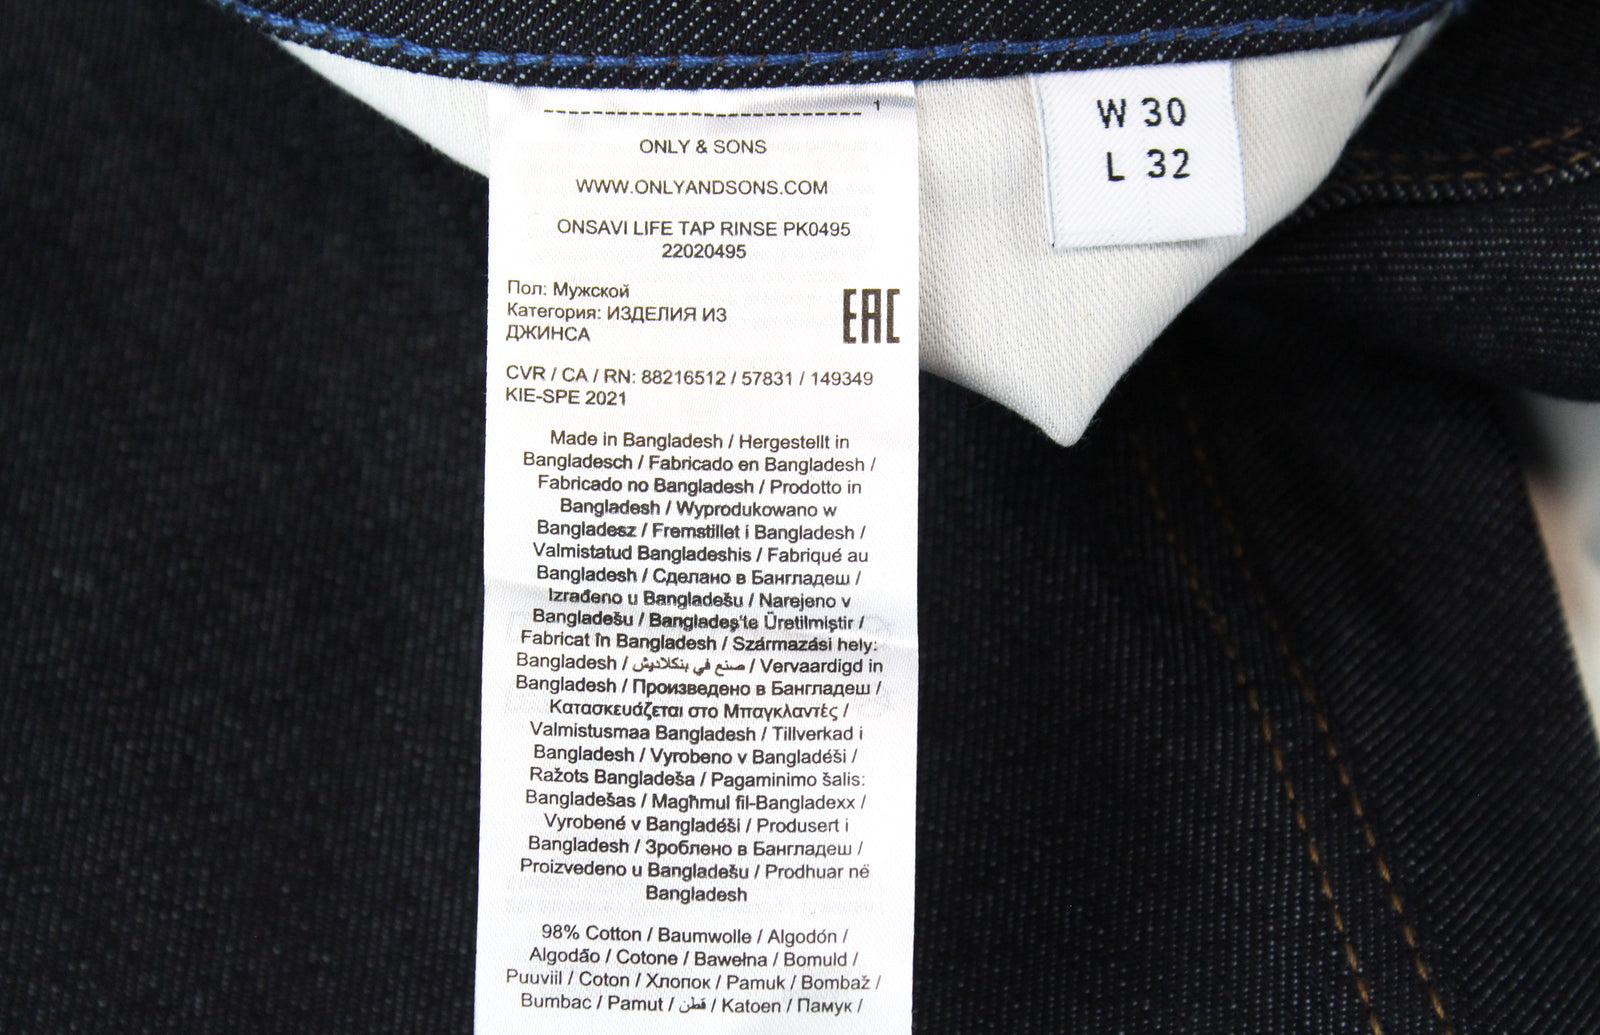 1
ONLY & SONS
WWW.ONLYANDSONS.COM
ONSAVI LIFE TAP RINSE PK0495
22020495
Пол: Мужской
Категория: ИЗДЕЛИЯ ИЗ
ДЖИНСА
EAC
CVR / CA / RN: 88216512 / 57831 / 149349
KIE-SPE 2021
Made in Bangladesh / Hergestellt in
Bangladesch / Fabricado en Bangladesh /
Fabricado no Bangladesh / Prodotto in
Bangladesh / Wyprodukowano w
Bangladesz / Fremstillet i Bangladesh /
Valmistatud Bangladeshis / Fabriqué au
Bangladesh / Сделано в Бангладеш /
Izrađeno u Bangladešu / Narejeno v
Bangladešu / Bangladeş'te Üretilmiştir /
Fabricat în Bangladesh / Származási hely:
Bangladesh / صنع في بنكلاديش / Vervaardigd in
Bangladesh / Произведено в Бангладеш /
Κατασκευάζεται στο Μπαγκλαντές /
Valmistusmaa Bangladesh / Tillverkad i
Bangladesh / Vyrobeno v Bangladéši /
Ražots Bangladeša / Pagaminimo šalis:
Bangladešas / Magħmul fil-Bangladexx /
Vyrobené v Bangladéši / Produsert i
Bangladesh / Зроблено в Бангладеш /
Proizvedeno u Bangladešu / Prodhuar në
Bangladesh
98% Cotton / Baumwolle / Algodón /
Algodão / Cotone / Bawełna / Bomuld /
Puuviil / Coton / Хлопок / Pamuk / Bombaž /
Bumbac / Pamut / قطن / Katoen / Памук /
W 30
L 32